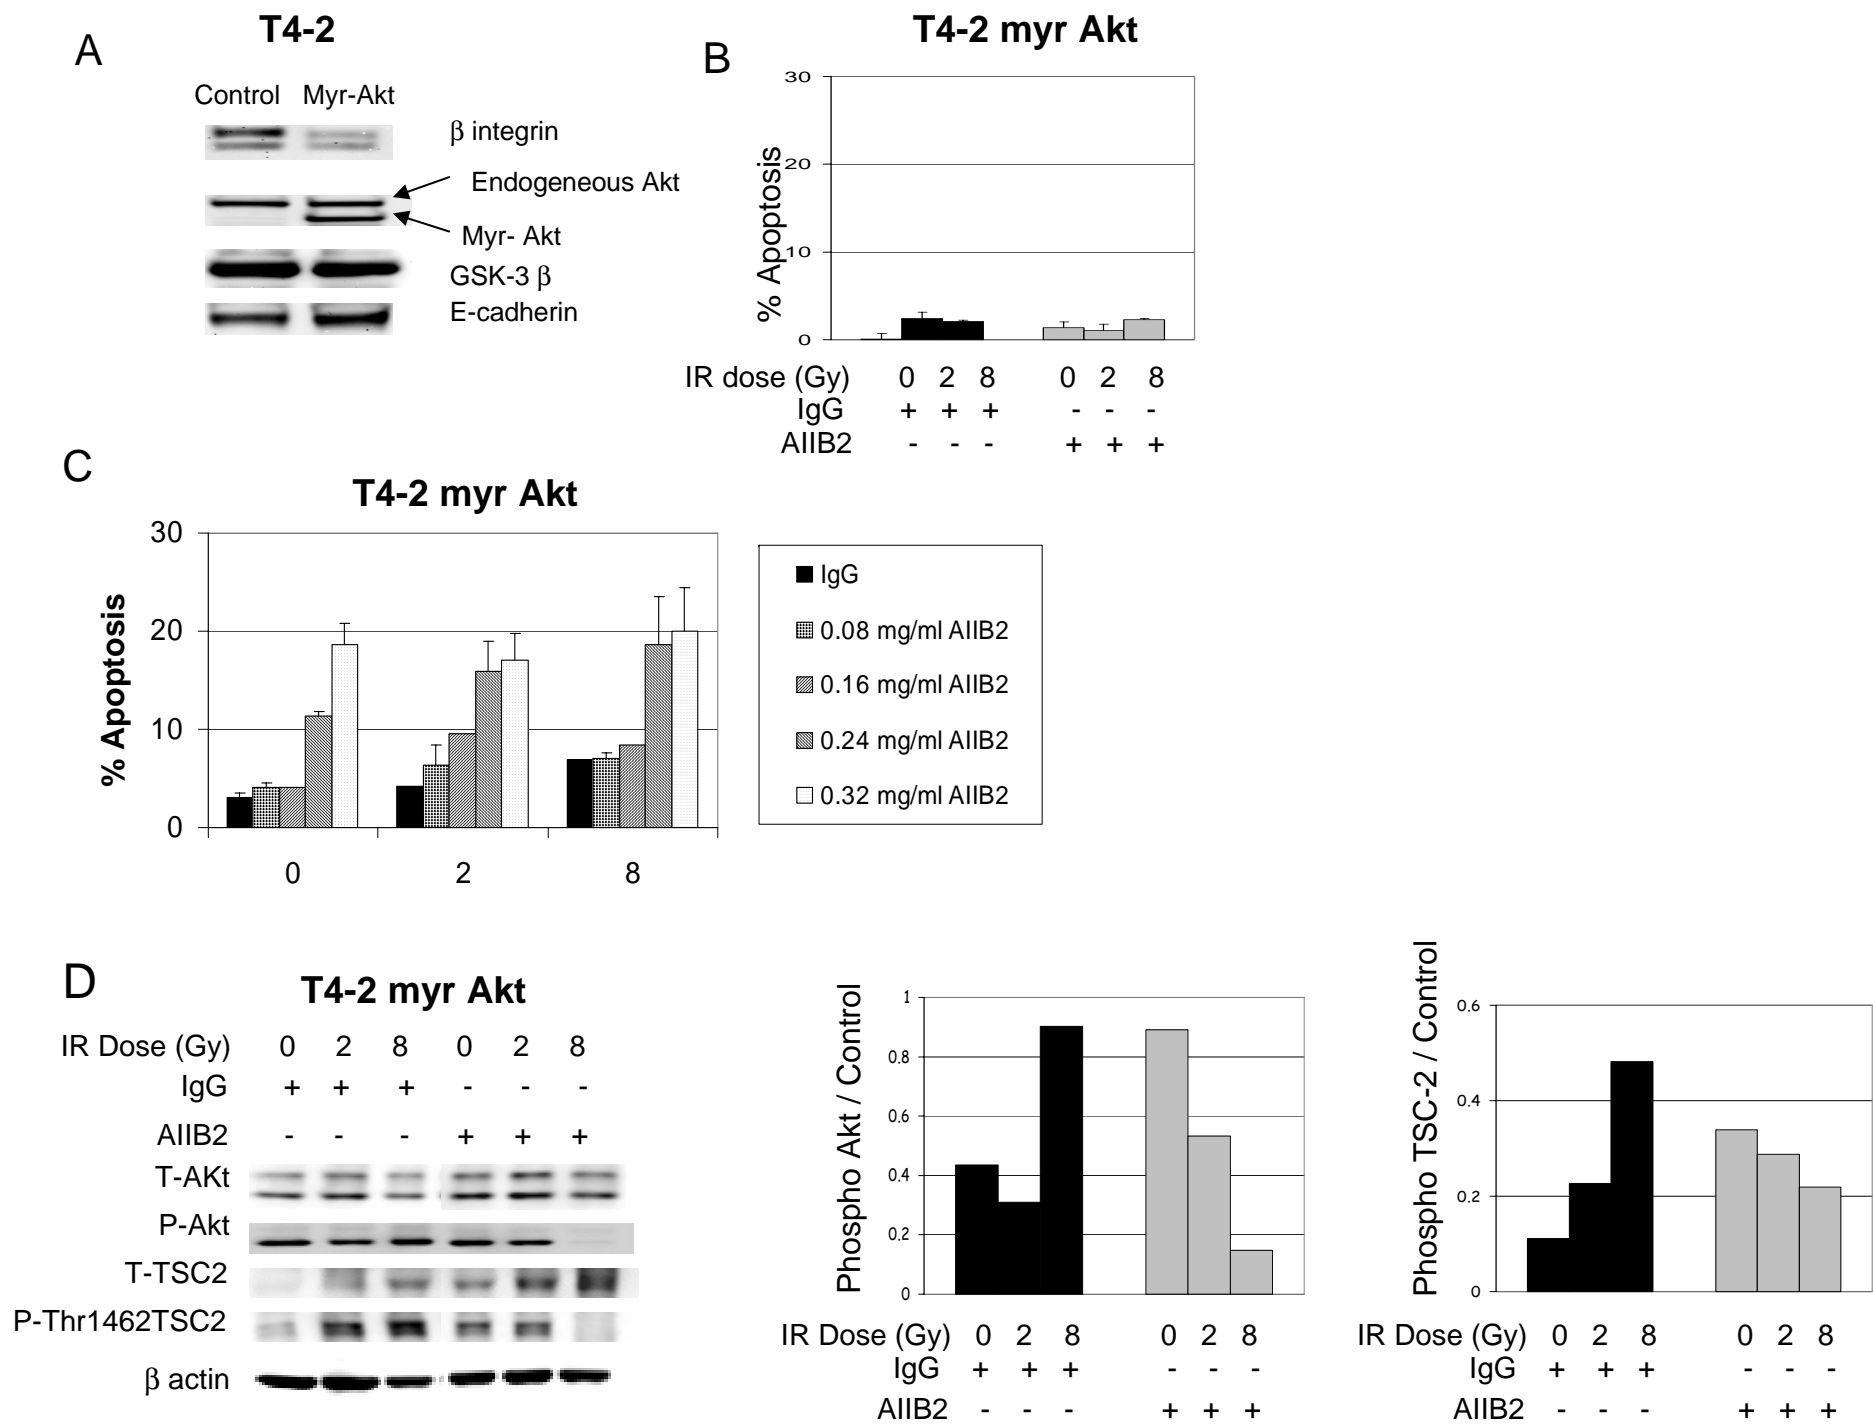 A
T4-2
Control Myr-Akt
β integrin
Endogeneous Akt
Myr- Akt
GSK-3 β
E-cadherin
B
T4-2 myr Akt
% Apoptosis
30
20
10
0
IR dose (Gy) 0 2 8 0 2 8
IgG + + + - - -
AIIB2 - - - + + +
C
T4-2 myr Akt
% Apoptosis
30
20
10
0
0 2 8
IgG
0.08 mg/ml AIIB2
0.16 mg/ml AIIB2
0.24 mg/ml AIIB2
0.32 mg/ml AIIB2
D
T4-2 myr Akt
IR Dose (Gy) 0 2 8 0 2 8
IgG + + + - - -
AIIB2 - - - + + +
T-AKt
P-Akt
T-TSC2
P-Thr1462TSC2
β actin
Phospho Akt / Control
1
0.8
0.6
0.4
0.2
0
IR Dose (Gy) 0 2 8 0 2 8
IgG + + + - - -
AIIB2 - - - + + +
Phospho TSC-2 / Control
0.6
0.4
0.2
0
IR Dose (Gy) 0 2 8 0 2 8
IgG + + + - - -
AIIB2 - - - + + +